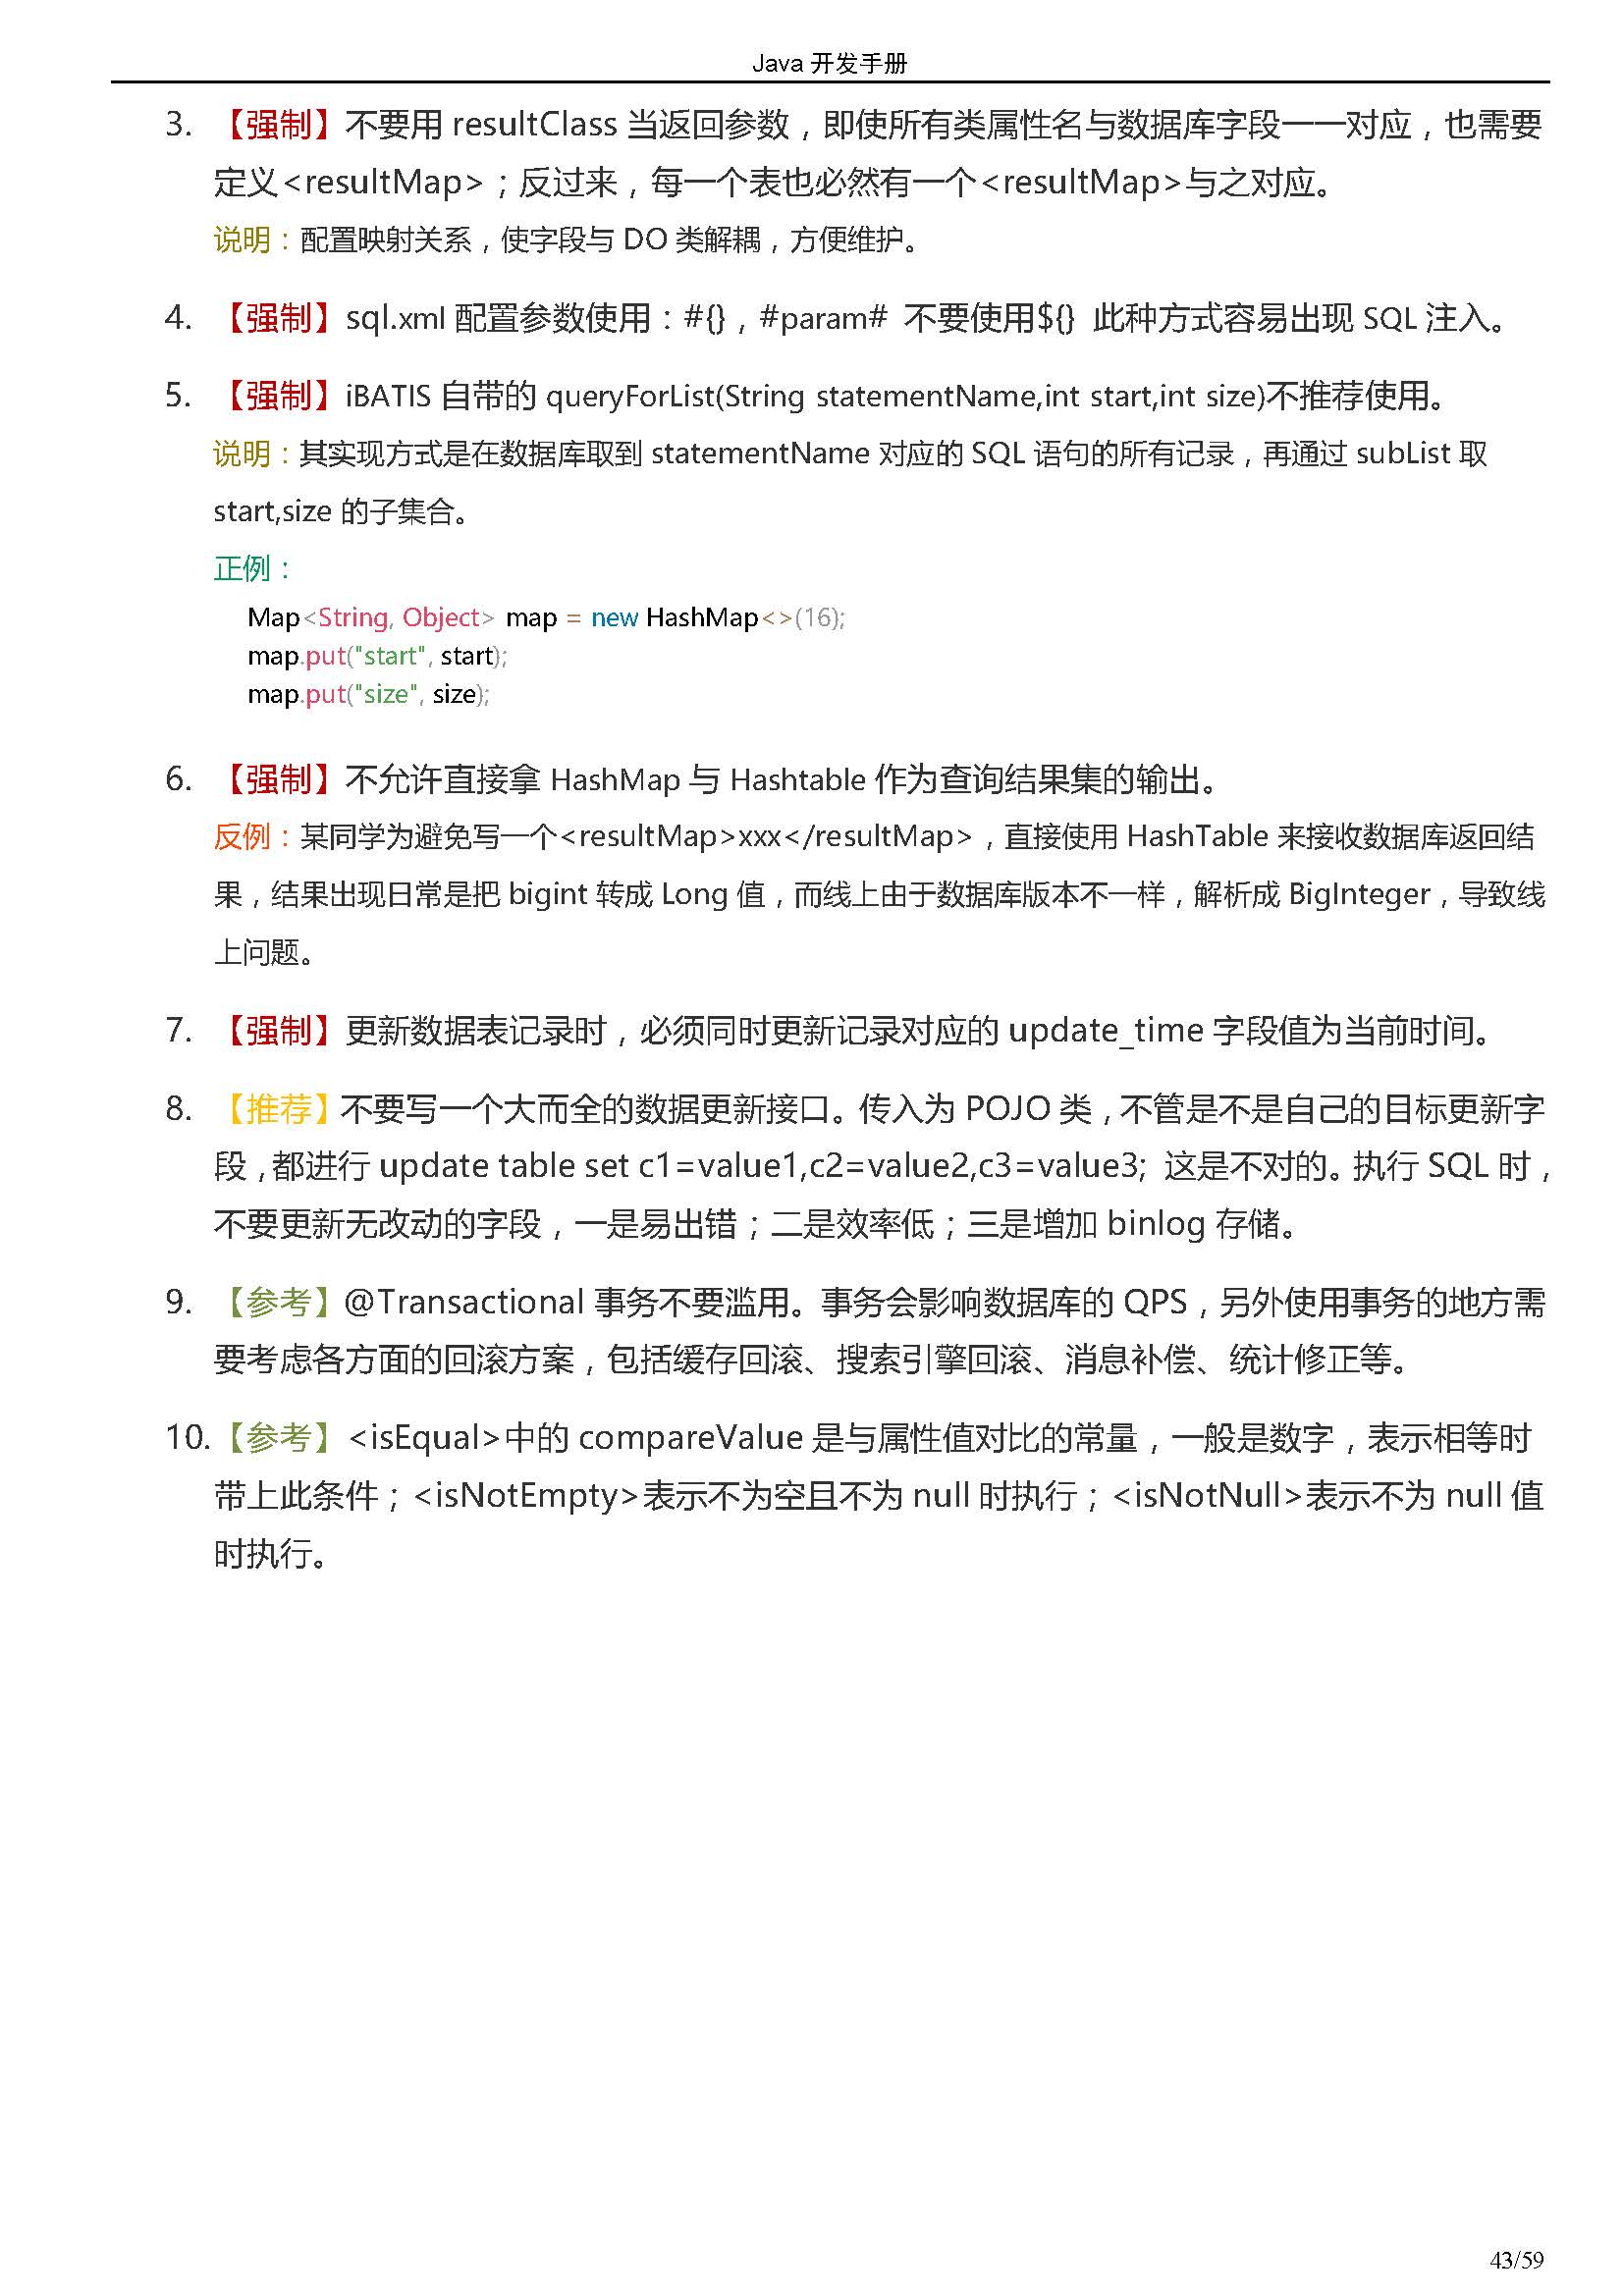 Java 开发手册
3. 【强制】不要用 resultClass 当返回参数，即使所有类属性名与数据库字段一一对应，也需要
定义<resultMap>；反过来，每一个表也必然有一个<resultMap>与之对应。
说明：配置映射关系，使字段与 DO 类解耦，方便维护。
4. 【强制】sql.xml 配置参数使用：#{}，#param# 不要使用${} 此种方式容易出现 SQL 注入。
5. 【强制】iBATIS 自带的 queryForList(String statementName,int start,int size)不推荐使用。
说明：其实现方式是在数据库取到 statementName 对应的 SQL 语句的所有记录，再通过 subList 取
start,size 的子集合。
正例：
Map<String, Object> map = new HashMap<>(16);
map.put("start", start);
map.put("size", size);
6. 【强制】不允许直接拿 HashMap 与 Hashtable 作为查询结果集的输出。
反例：某同学为避免写一个<resultMap>xxx</resultMap>，直接使用 HashTable 来接收数据库返回结
果，结果出现日常是把 bigint 转成 Long 值，而线上由于数据库版本不一样，解析成 BigInteger，导致线
上问题。
7. 【强制】更新数据表记录时，必须同时更新记录对应的 update_time 字段值为当前时间。
8. 【推荐】不要写一个大而全的数据更新接口。传入为 POJO 类，不管是不是自己的目标更新字
段，都进行 update table set c1=value1,c2=value2,c3=value3; 这是不对的。执行 SQL 时，
不要更新无改动的字段，一是易出错；二是效率低；三是增加 binlog 存储。
9. 【参考】@Transactional 事务不要滥用。事务会影响数据库的 QPS，另外使用事务的地方需
要考虑各方面的回滚方案，包括缓存回滚、搜索引擎回滚、消息补偿、统计修正等。
10.【参考】<isEqual>中的 compareValue 是与属性值对比的常量，一般是数字，表示相等时
带上此条件；<isNotEmpty>表示不为空且不为 null 时执行；<isNotNull>表示不为 null 值
时执行。
43/59